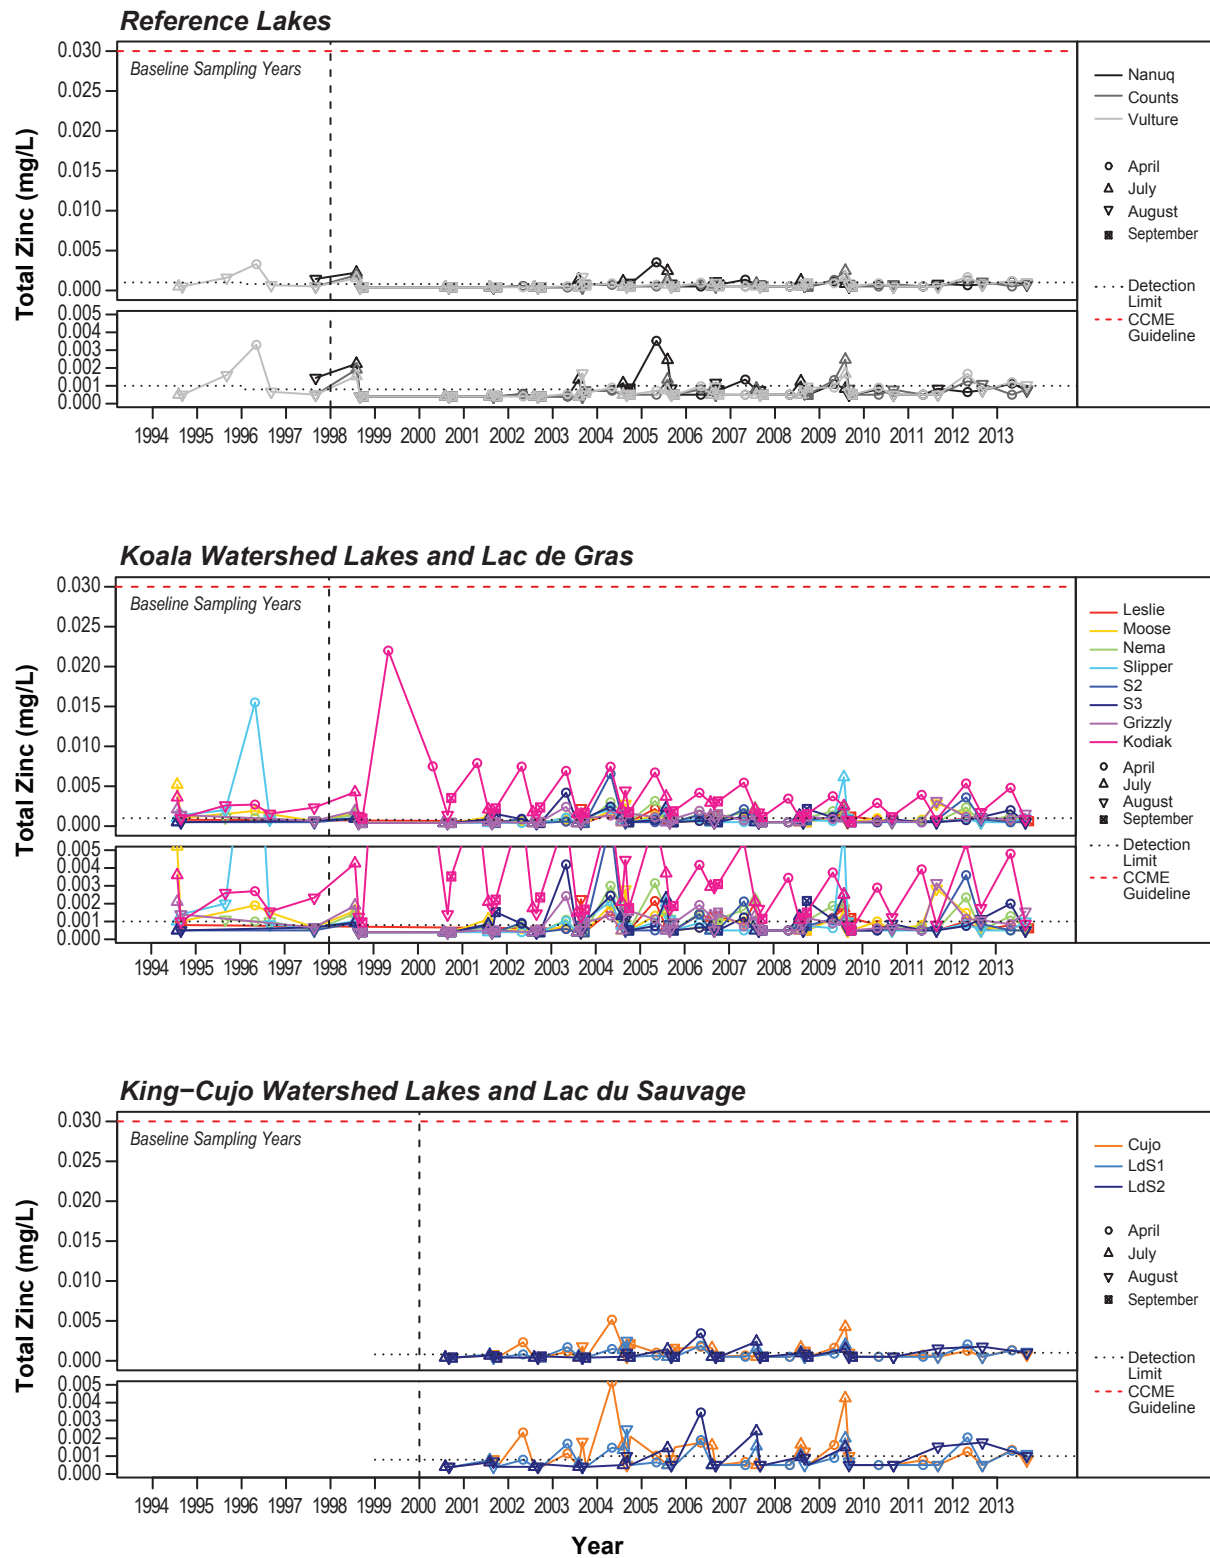 Reference Lakes
Total Zinc (mg/L)
0.030
0.025
0.020
0.015
0.010
0.005
0.000
0.005
0.004
0.003
0.002
0.001
0.000
Baseline Sampling Years
Nanuq
Counts
Vulture
April
July
August
September
Detection
Limit
CCME
Guideline
1994 1995 1996 1997 1998 1999 2000 2001 2002 2003 2004 2005 2006 2007 2008 2009 2010 2011 2012 2013
Koala Watershed Lakes and Lac de Gras
Total Zinc (mg/L)
0.030
0.025
0.020
0.015
0.010
0.005
0.000
0.005
0.004
0.003
0.002
0.001
0.000
Baseline Sampling Years
Leslie
Moose
Nema
Slipper
S2
S3
Grizzly
Kodiak
April
July
August
September
Detection
Limit
CCME
Guideline
1994 1995 1996 1997 1998 1999 2000 2001 2002 2003 2004 2005 2006 2007 2008 2009 2010 2011 2012 2013
King−Cujo Watershed Lakes and Lac du Sauvage
Total Zinc (mg/L)
0.030
0.025
0.020
0.015
0.010
0.005
0.000
0.005
0.004
0.003
0.002
0.001
0.000
Baseline Sampling Years
Cujo
LdS1
LdS2
April
July
August
September
Detection
Limit
CCME
Guideline
1994 1995 1996 1997 1998 1999 2000 2001 2002 2003 2004 2005 2006 2007 2008 2009 2010 2011 2012 2013
Year